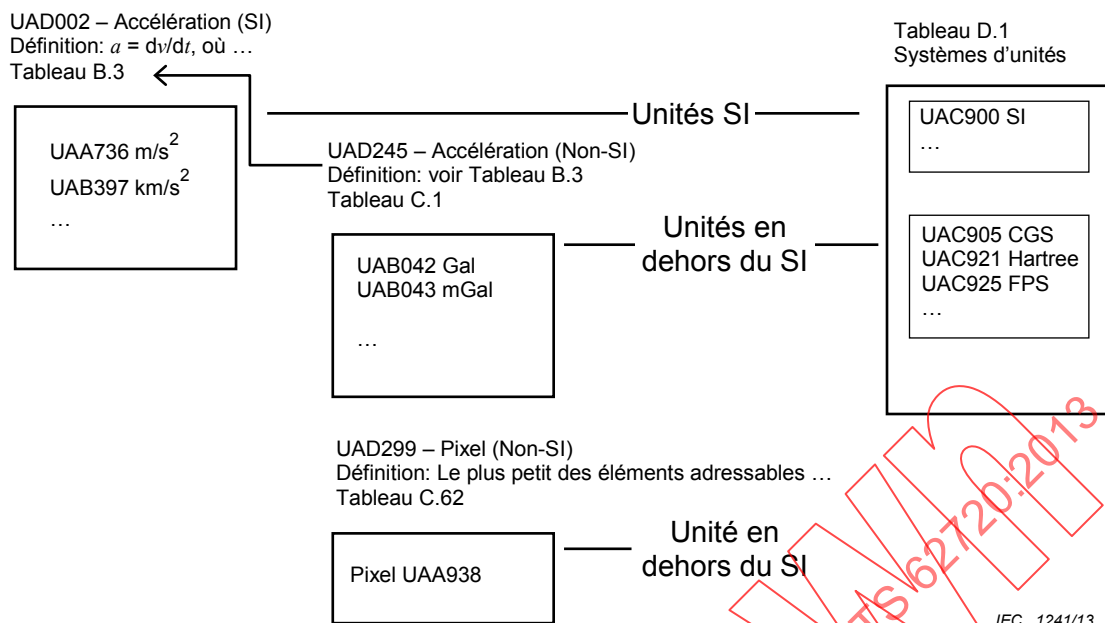 UAD002 – Accélération (SI)
Définition: a = dv/dt, où …
Tableau B.3
UAA736 m/s²
UAB397 km/s²
…
Unités SI
Tableau D.1
Systèmes d'unités
UAC900 SI
…
UAD245 – Accélération (Non-SI)
Définition: voir Tableau B.3
Tableau C.1
UAB042 Gal
UAB043 mGal
…
Unités en
dehors du SI
UAC905 CGS
UAC921 Hartree
UAC925 FPS
…
UAD299 – Pixel (Non-SI)
Définition: Le plus petit des éléments adressables …
Tableau C.62
Pixel UAA938
Unité en
dehors du SI
TS 62720:2013
IEC 1241/13